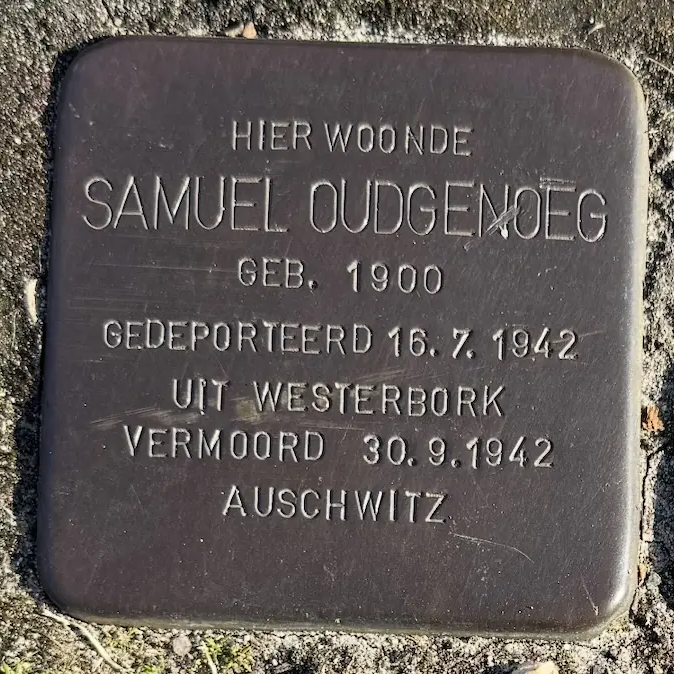 HIER WOONDE
SAMUEL OUDGENOEG
GEB. 1900
GEDEPORTEERD 16.7.1942
UIT WESTERBORK
VERMOORD 30.9.1942
AUSCHWITZ